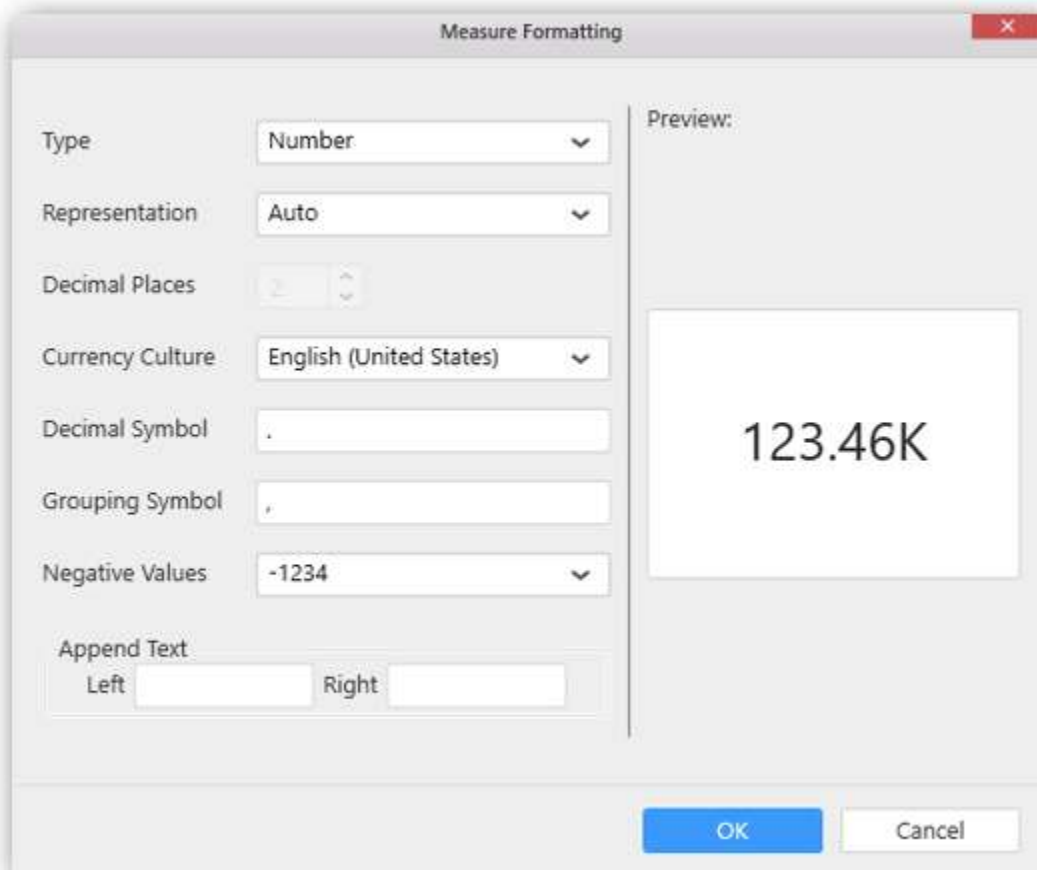 Measure Formatting
Type
Number
Preview:
Representation
Auto
Decimal Places
2
Currency Culture
English (United States)
Decimal Symbol
.
Grouping Symbol
,
Negative Values
-1234
123.46K
Append Text
Left
Right
OK
Cancel